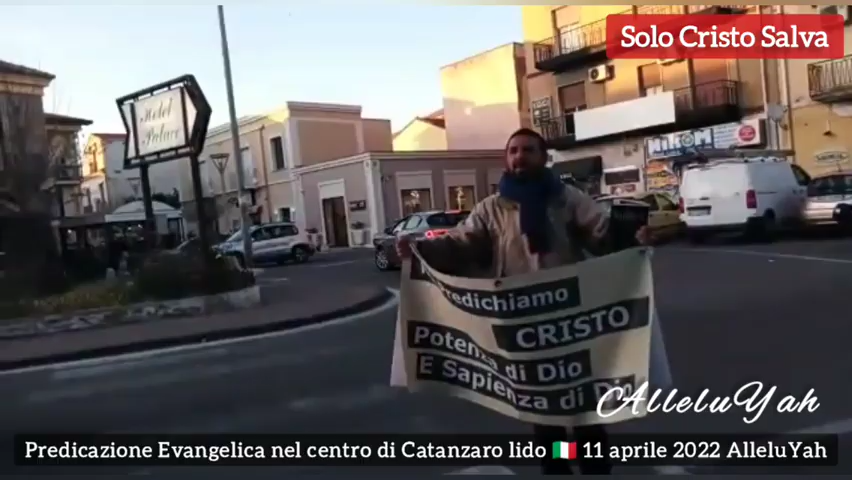 Solo Cristo Salva
Hotel
Palace
Predichiamo
CRISTO
Potenza di Dio
E Sapienza di Dio
AlleluYah
Predicazione Evangelica nel centro di Catanzaro lido 🇮🇹 11 aprile 2022 AlleluYah